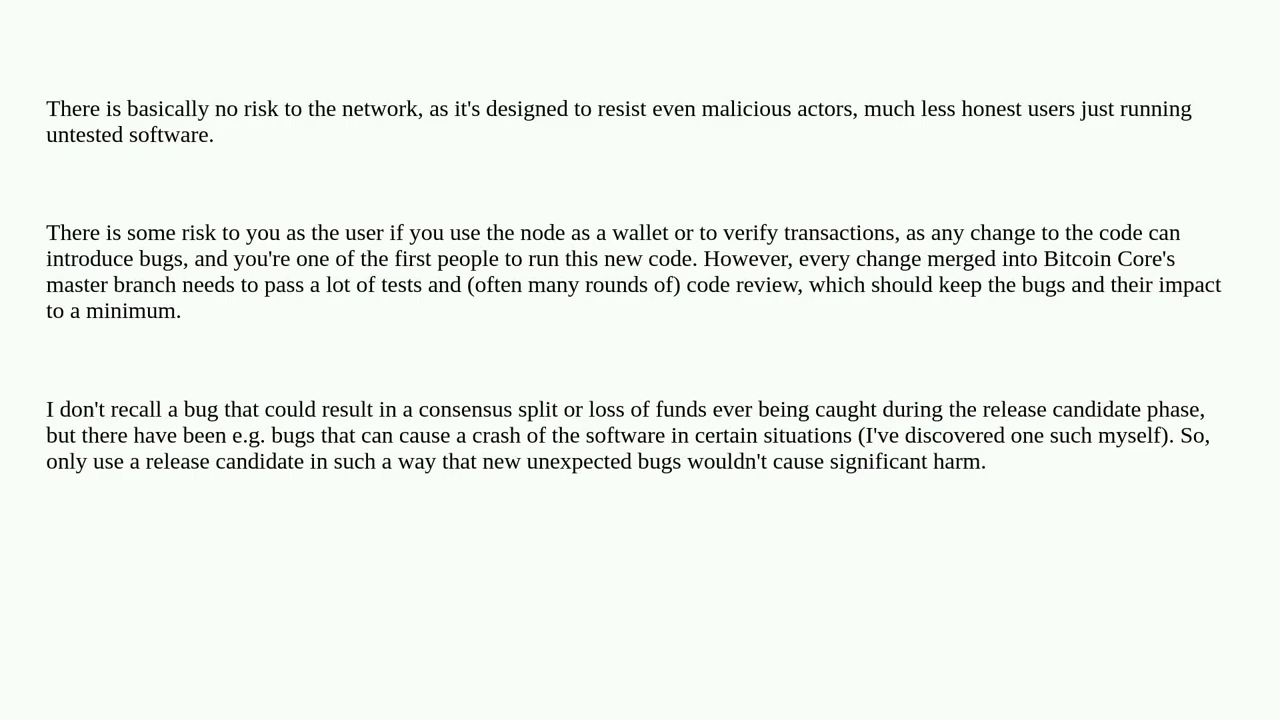 There is basically no risk to the network, as it's designed to resist even malicious actors, much less honest users just running
untested software.
There is some risk to you as the user if you use the node as a wallet or to verify transactions, as any change to the code can
introduce bugs, and you're one of the first people to run this new code. However, every change merged into Bitcoin Core's
master branch needs to pass a lot of tests and (often many rounds of) code review, which should keep the bugs and their impact
to a minimum.
I don't recall a bug that could result in a consensus split or loss of funds ever being caught during the release candidate phase,
but there have been e.g. bugs that can cause a crash of the software in certain situations (I've discovered one such myself). So,
only use a release candidate in such a way that new unexpected bugs wouldn't cause significant harm.